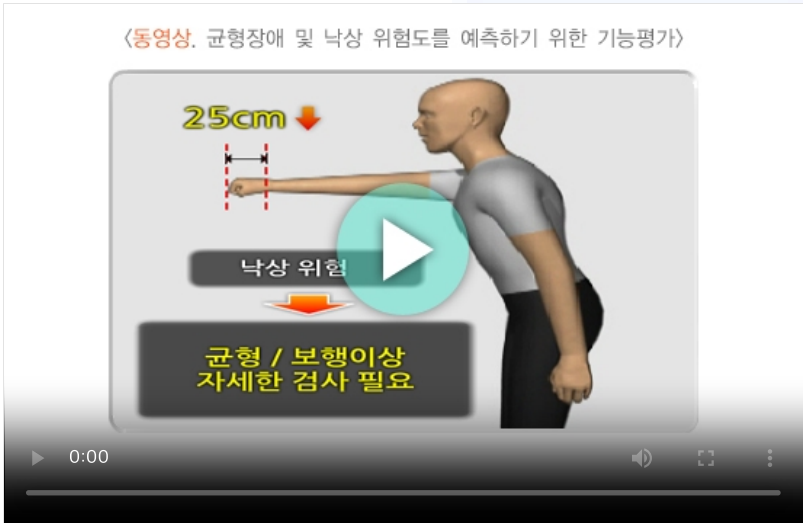 <동영상. 균형장애 및 낙상 위험도를 예측하기 위한 기능평가>
25cm
낙상 위험
균형 / 보행이상
자세한 검사 필요
0:00